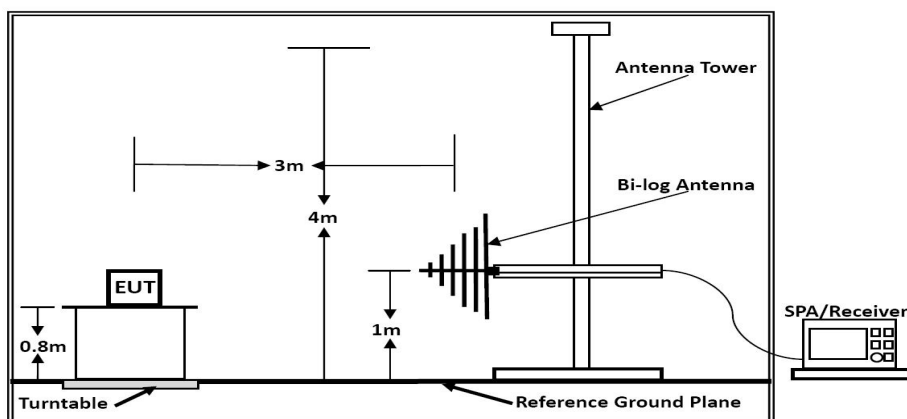 Antenna Tower
3m
Bi-log Antenna
4m
EUT
SPA/Receiver
1m
0.8m
Turntable
Reference Ground Plane